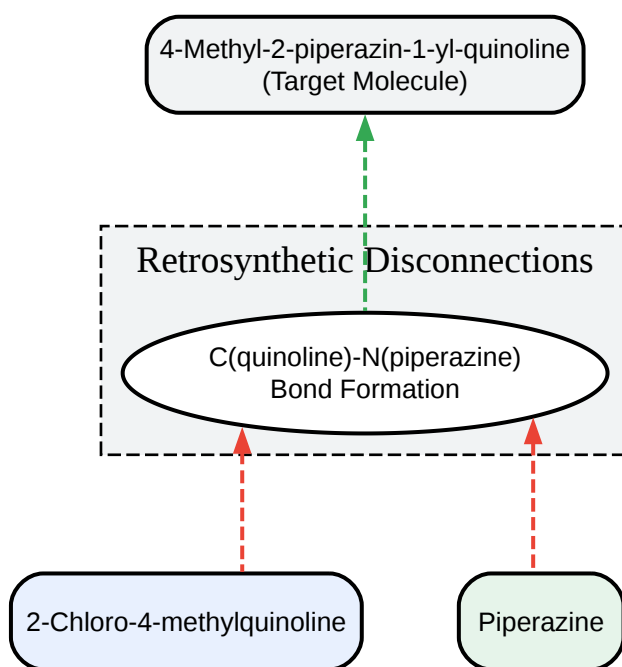 4-Methyl-2-piperazin-1-yl-quinoline
(Target Molecule)
Retrosynthetic Disconnections
C(quinoline)-N(piperazine)
Bond Formation
2-Chloro-4-methylquinoline
Piperazine